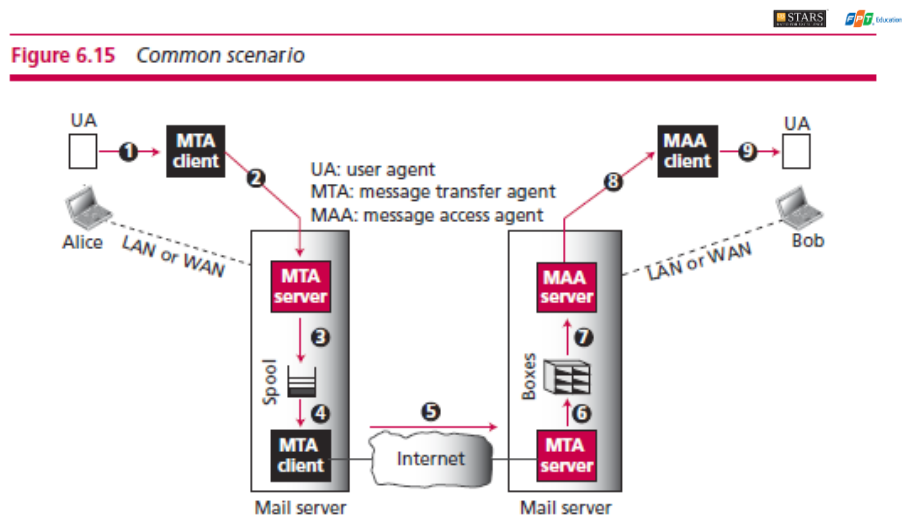 STARS
FPT. Education
Figure 6.15 Common scenario
UA
1
MTA
client
2
UA: user agent
MTA: message transfer agent
MAA: message access agent
8
MAA
client
9
UA
Alice
LAN or WAN
Bob
LAN or WAN
MTA
server
3
Spool
4
MTA
client
5
Internet
MAA
server
7
Boxes
6
MTA
server
Mail server
Mail server